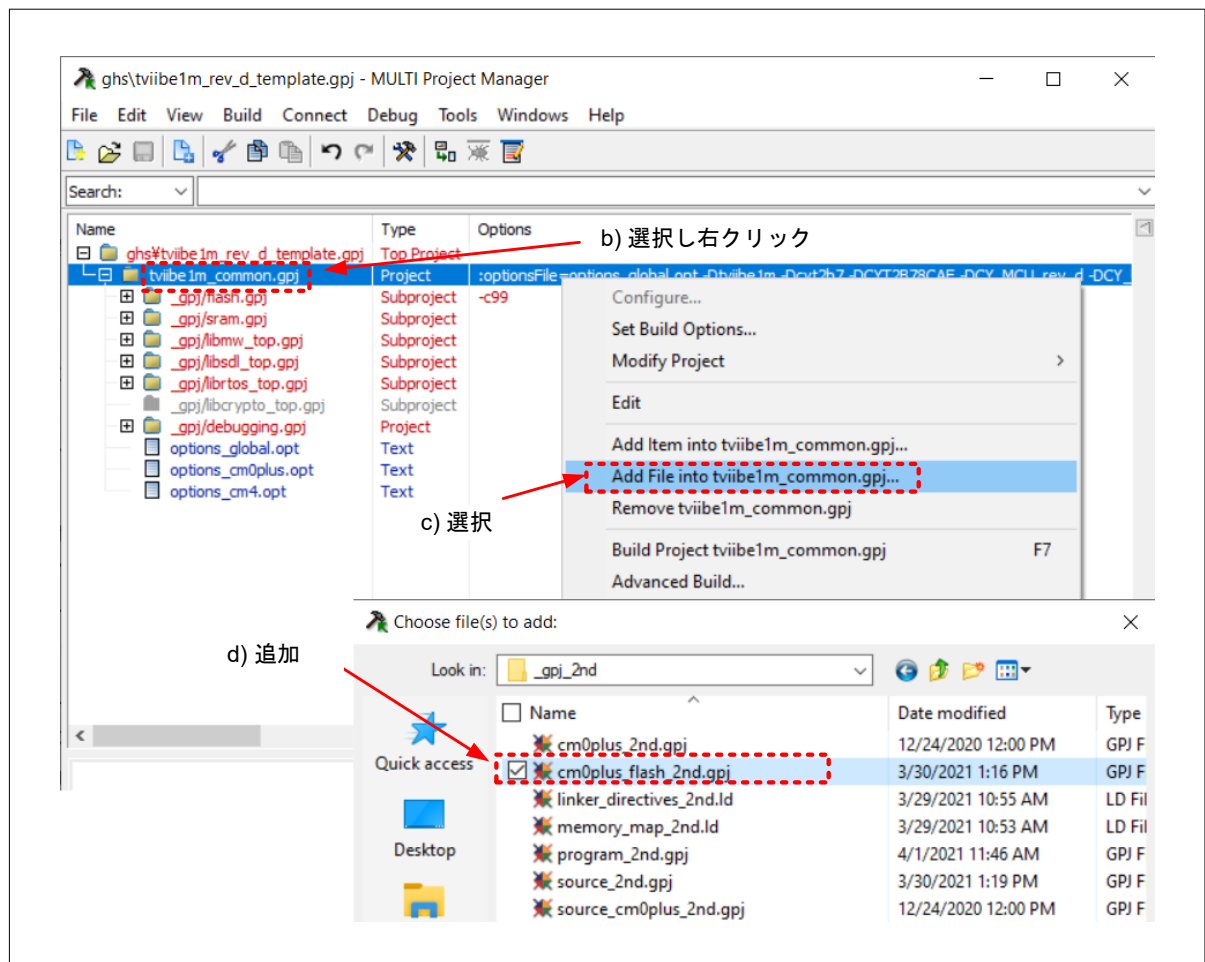 ghs\tviibe1m_rev_d_template.gpj - MULTI Project Manager
File Edit View Build Connect Debug Tools Windows Help
Search:
Name Type Options
b) 選択し右クリック
ghs¥tviibe1m_rev_d_template.gpj Top Project
tviibe1m_common.gpj Project :optionsFile=options_global.opt -Dtviibe1m -Dcyt2b7 -DCYT2B78CAE -DCY_MCU_rev_d -DCY_
_gpj/flash.gpj Subproject -c99
_gpj/sram.gpj Subproject
_gpj/libmw_top.gpj Subproject
_gpj/libsdl_top.gpj Subproject
_gpj/librtos_top.gpj Subproject
_gpj/libcrypto_top.gpj Subproject
_gpj/debugging.gpj Project
options_global.opt Text
options_cm0plus.opt Text
options_cm4.opt Text
Configure...
Set Build Options...
Modify Project >
Edit
Add Item into tviibe1m_common.gpj...
Add File into tviibe1m_common.gpj...
Remove tviibe1m_common.gpj
Build Project tviibe1m_common.gpj F7
Advanced Build...
c) 選択
Choose file(s) to add:
d) 追加
Look in: _gpj_2nd
Name Date modified Type
cm0plus_2nd.gpj 12/24/2020 12:00 PM GPJ F
cm0plus_flash_2nd.gpj 3/30/2021 1:16 PM GPJ F
linker_directives_2nd.ld 3/29/2021 10:55 AM LD Fil
memory_map_2nd.ld 3/29/2021 10:53 AM LD Fil
program_2nd.gpj 4/1/2021 11:46 AM GPJ F
source_2nd.gpj 3/30/2021 1:19 PM GPJ F
source_cm0plus_2nd.gpj 12/24/2020 12:00 PM GPJ F
Quick access
Desktop